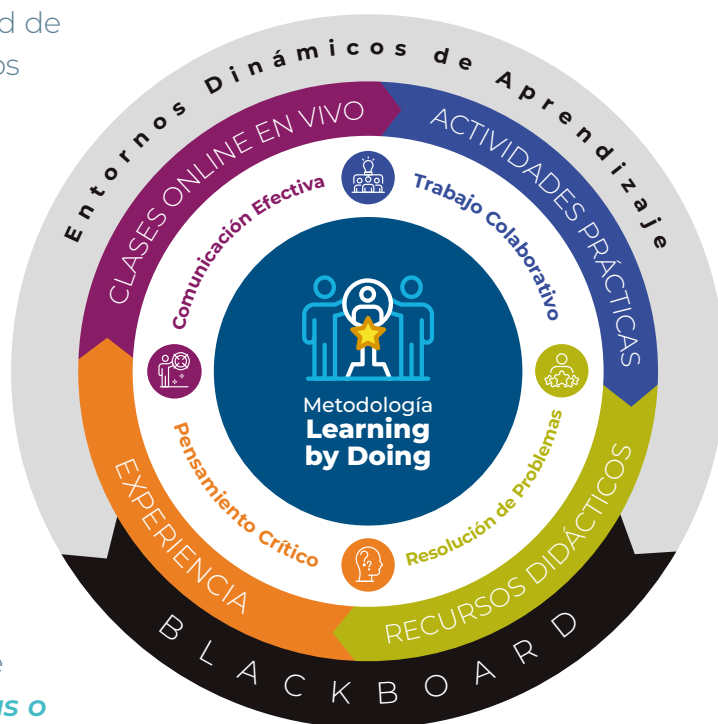 d de
os
Entornos Dinámicos de Aprendizaje
CLASES ONLINE EN VIVO
ACTIVIDADES PRÁCTICAS
Comunicación Efectiva
Trabajo Colaborativo
Metodología
Learning
by Doing
Pensamiento Crítico
Resolución de Problemas
EXPERIENCIA
RECURSOS DIDÁCTICOS
BLACKBOARD
e
as o